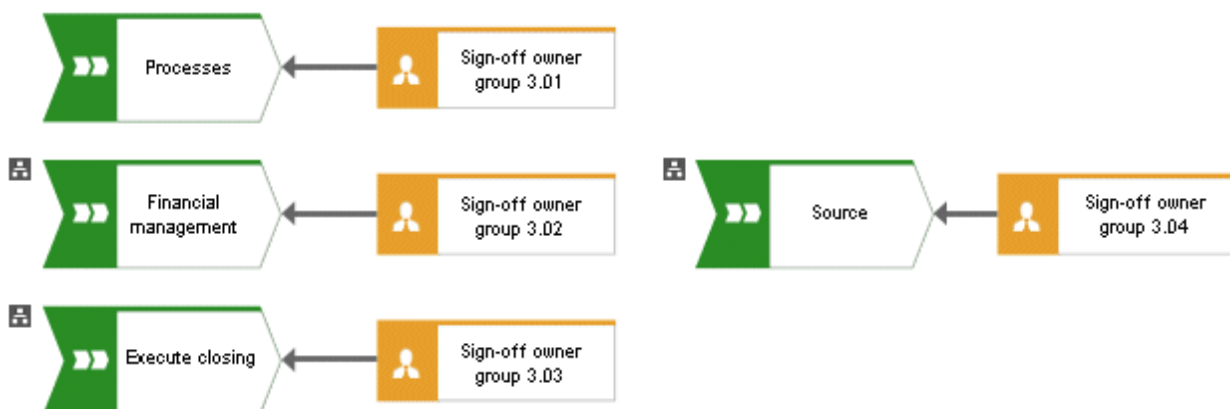 Processes
Sign-off owner
group 3.01
Financial
management
Sign-off owner
group 3.02
Source
Sign-off owner
group 3.04
Execute closing
Sign-off owner
group 3.03